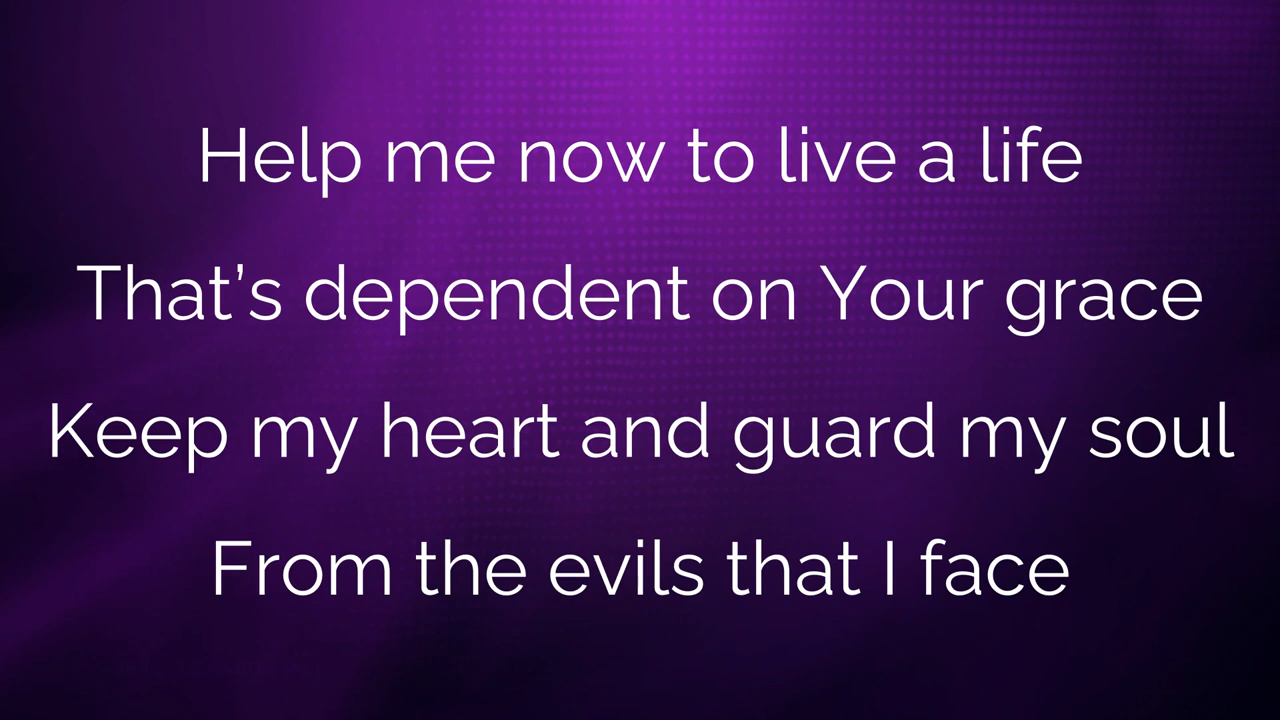 Help me now to live a life
That’s dependent on Your grace
Keep my heart and guard my soul
From the evils that I face